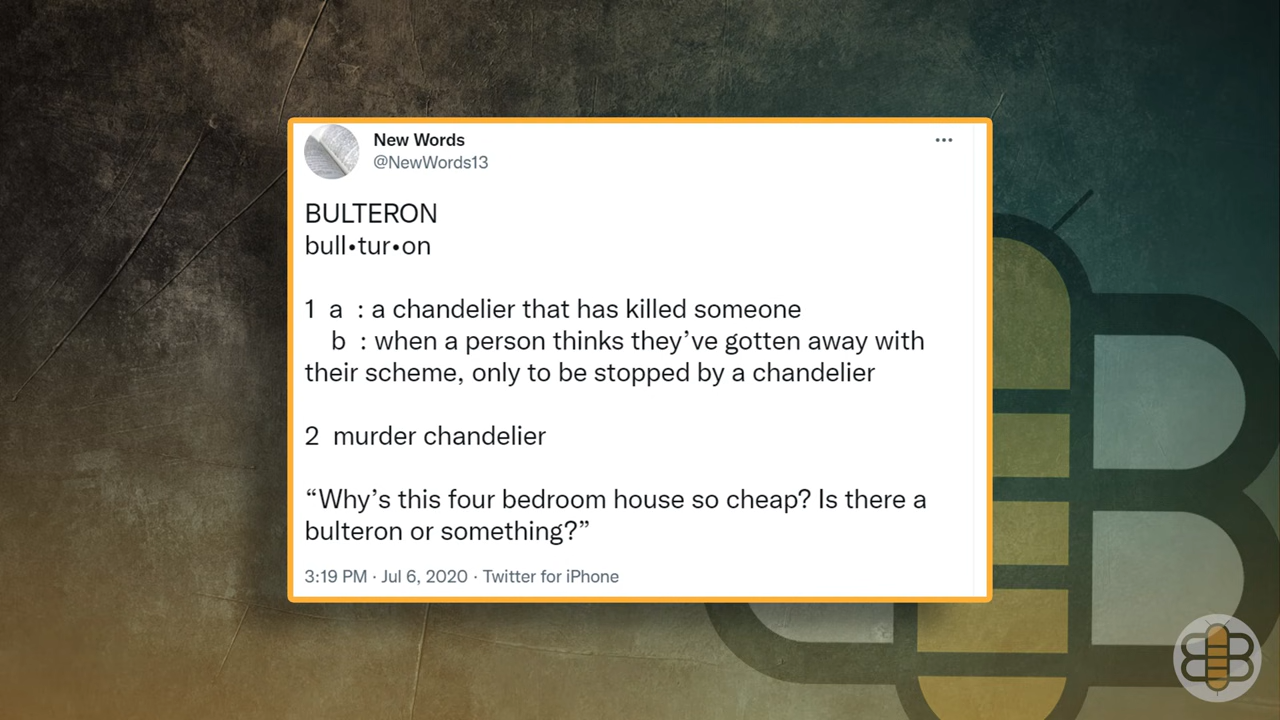 New Words
@NewWords13
BULTERON
bull•tur•on
1 a : a chandelier that has killed someone
b : when a person thinks they’ve gotten away with
their scheme, only to be stopped by a chandelier
2 murder chandelier
“Why’s this four bedroom house so cheap? Is there a
bulteron or something?”
3:19 PM · Jul 6, 2020 · Twitter for iPhone